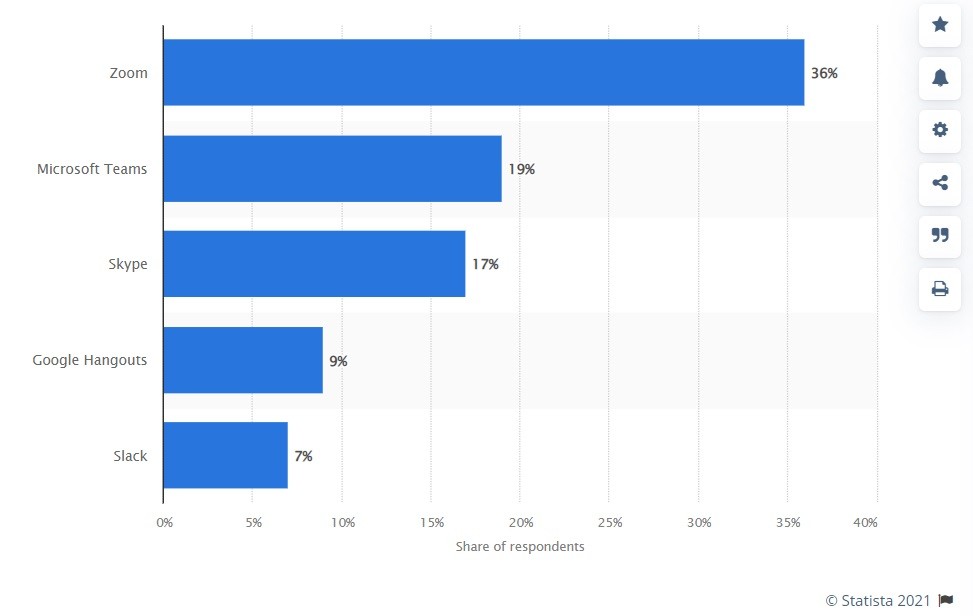 Zoom
36%
Microsoft Teams
19%
Skype
17%
Google Hangouts
9%
Slack
7%
0% 5% 10% 15% 20% 25% 30% 35% 40%
Share of respondents
© Statista 2021